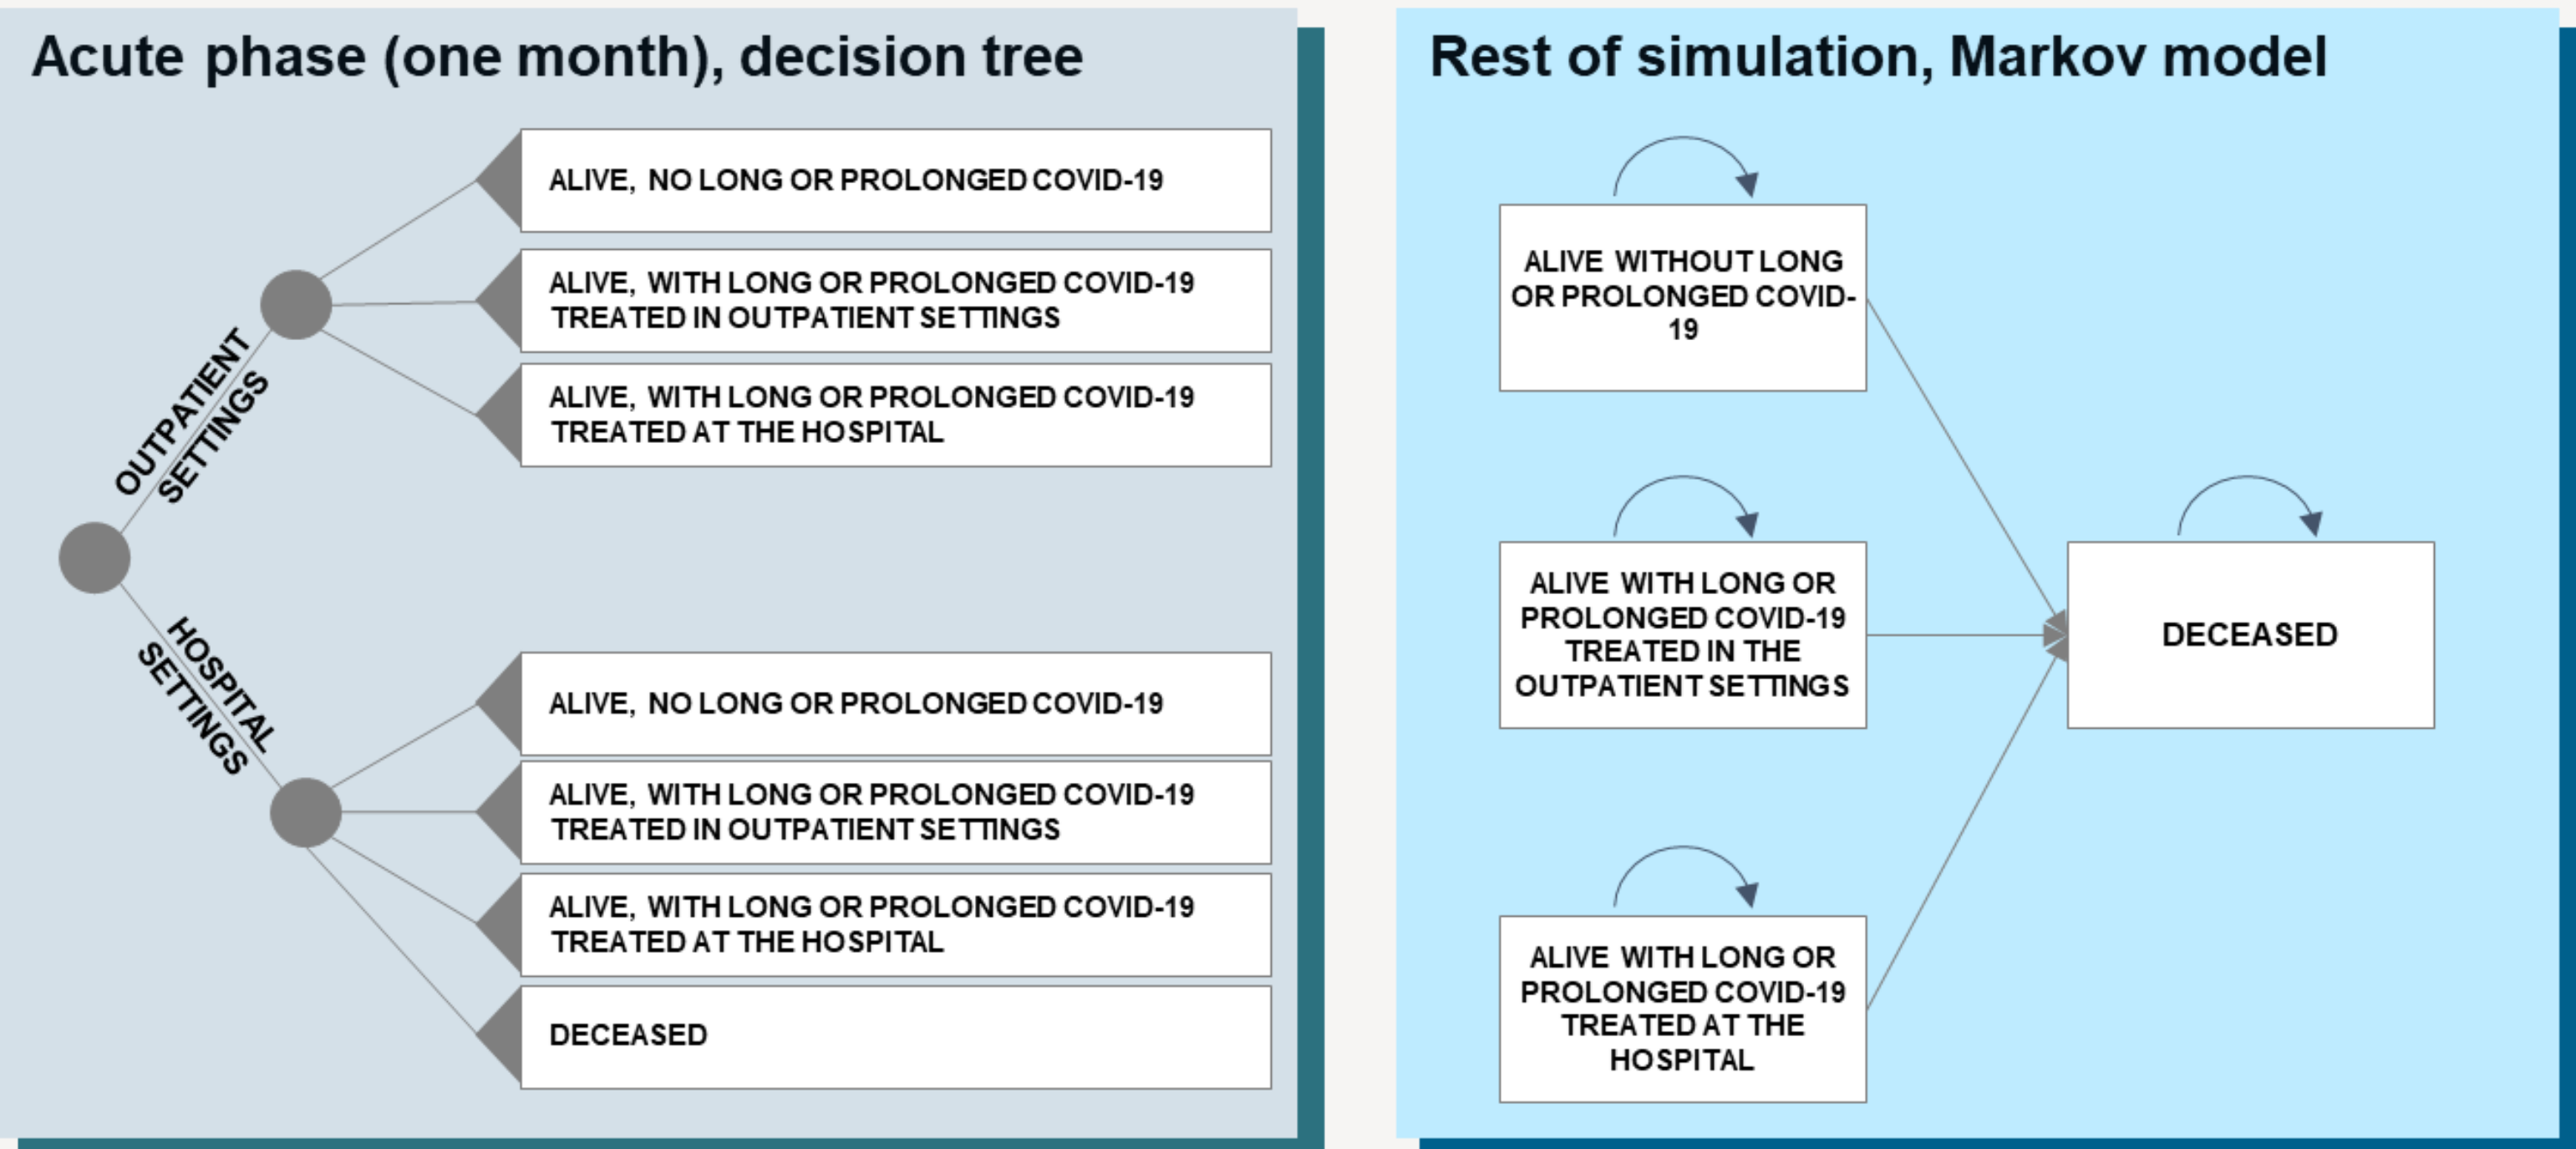 Acute phase (one month), decision tree
OUTPATIENT
SETTINGS
HOSPITAL
SETTINGS
ALIVE, NO LONG OR PROLONGED COVID-19
ALIVE, WITH LONG OR PROLONGED COVID-19
TREATED IN OUTPATIENT SETTINGS
ALIVE, WITH LONG OR PROLONGED COVID-19
TREATED AT THE HOSPITAL
ALIVE, NO LONG OR PROLONGED COVID-19
ALIVE, WITH LONG OR PROLONGED COVID-19
TREATED IN OUTPATIENT SETTINGS
ALIVE, WITH LONG OR PROLONGED COVID-19
TREATED AT THE HOSPITAL
DECEASED
Rest of simulation, Markov model
ALIVE WITHOUT LONG
OR PROLONGED COVID-
19
ALIVE WITH LONG OR
PROLONGED COVID-19
TREATED IN THE
OUTPATIENT SETTINGS
ALIVE WITH LONG OR
PROLONGED COVID-19
TREATED AT THE
HOSPITAL
DECEASED